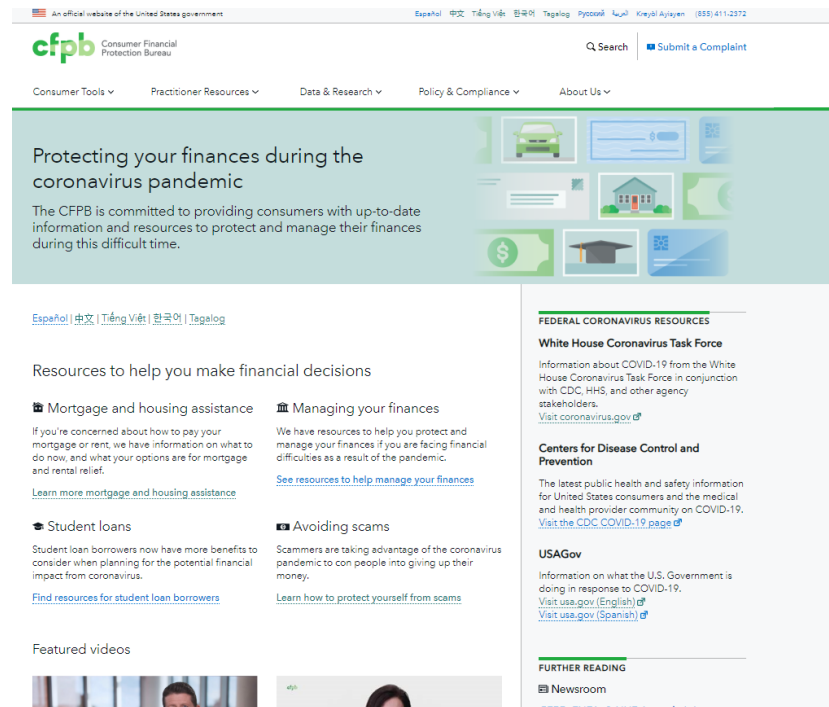 An official website of the United States government
Español 中文 Tiếng Việt 한국어 Tagalog Русский العربية Kreyòl Ayisyen (855) 411-2372
cfpb Consumer Financial
Protection Bureau
Search
Submit a Complaint
Consumer Tools
Practitioner Resources
Data & Research
Policy & Compliance
About Us
Protecting your finances during the
coronavirus pandemic
The CFPB is committed to providing consumers with up-to-date
information and resources to protect and manage their finances
during this difficult time.
Español | 中文 | Tiếng Việt | 한국어 | Tagalog
Resources to help you make financial decisions
Mortgage and housing assistance
If you're concerned about how to pay your
mortgage or rent, we have information on what to
do now, and what your options are for mortgage
and rental relief.
Learn more mortgage and housing assistance
Managing your finances
We have resources to help you protect and
manage your finances if you are facing financial
difficulties as a result of the pandemic.
See resources to help manage your finances
Student loans
Student loan borrowers now have more benefits to
consider when planning for the potential financial
impact from coronavirus.
Find resources for student loan borrowers
Avoiding scams
Scammers are taking advantage of the coronavirus
pandemic to con people into giving up their
money.
Learn how to protect yourself from scams
Featured videos
cfpb
FEDERAL CORONAVIRUS RESOURCES
White House Coronavirus Task Force
Information about COVID-19 from the White
House Coronavirus Task Force in conjunction
with CDC, HHS, and other agency
stakeholders.
Visit coronavirus.gov
Centers for Disease Control and
Prevention
The latest public health and safety information
for United States consumers and the medical
and health provider community on COVID-19.
Visit the CDC COVID-19 page
USAGov
Information on what the U.S. Government is
doing in response to COVID-19.
Visit usa.gov (English)
Visit usa.gov (Spanish)
FURTHER READING
Newsroom